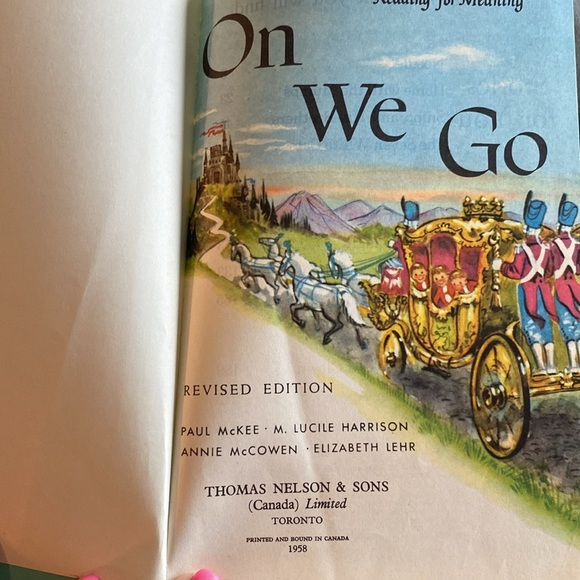 Reading for Meaning
On
We
Go
REVISED EDITION
PAUL McKEE · M. LUCILE HARRISON
ANNIE McCOWEN · ELIZABETH LEHR
THOMAS NELSON & SONS
(Canada) Limited
TORONTO
PRINTED AND BOUND IN CANADA
1958